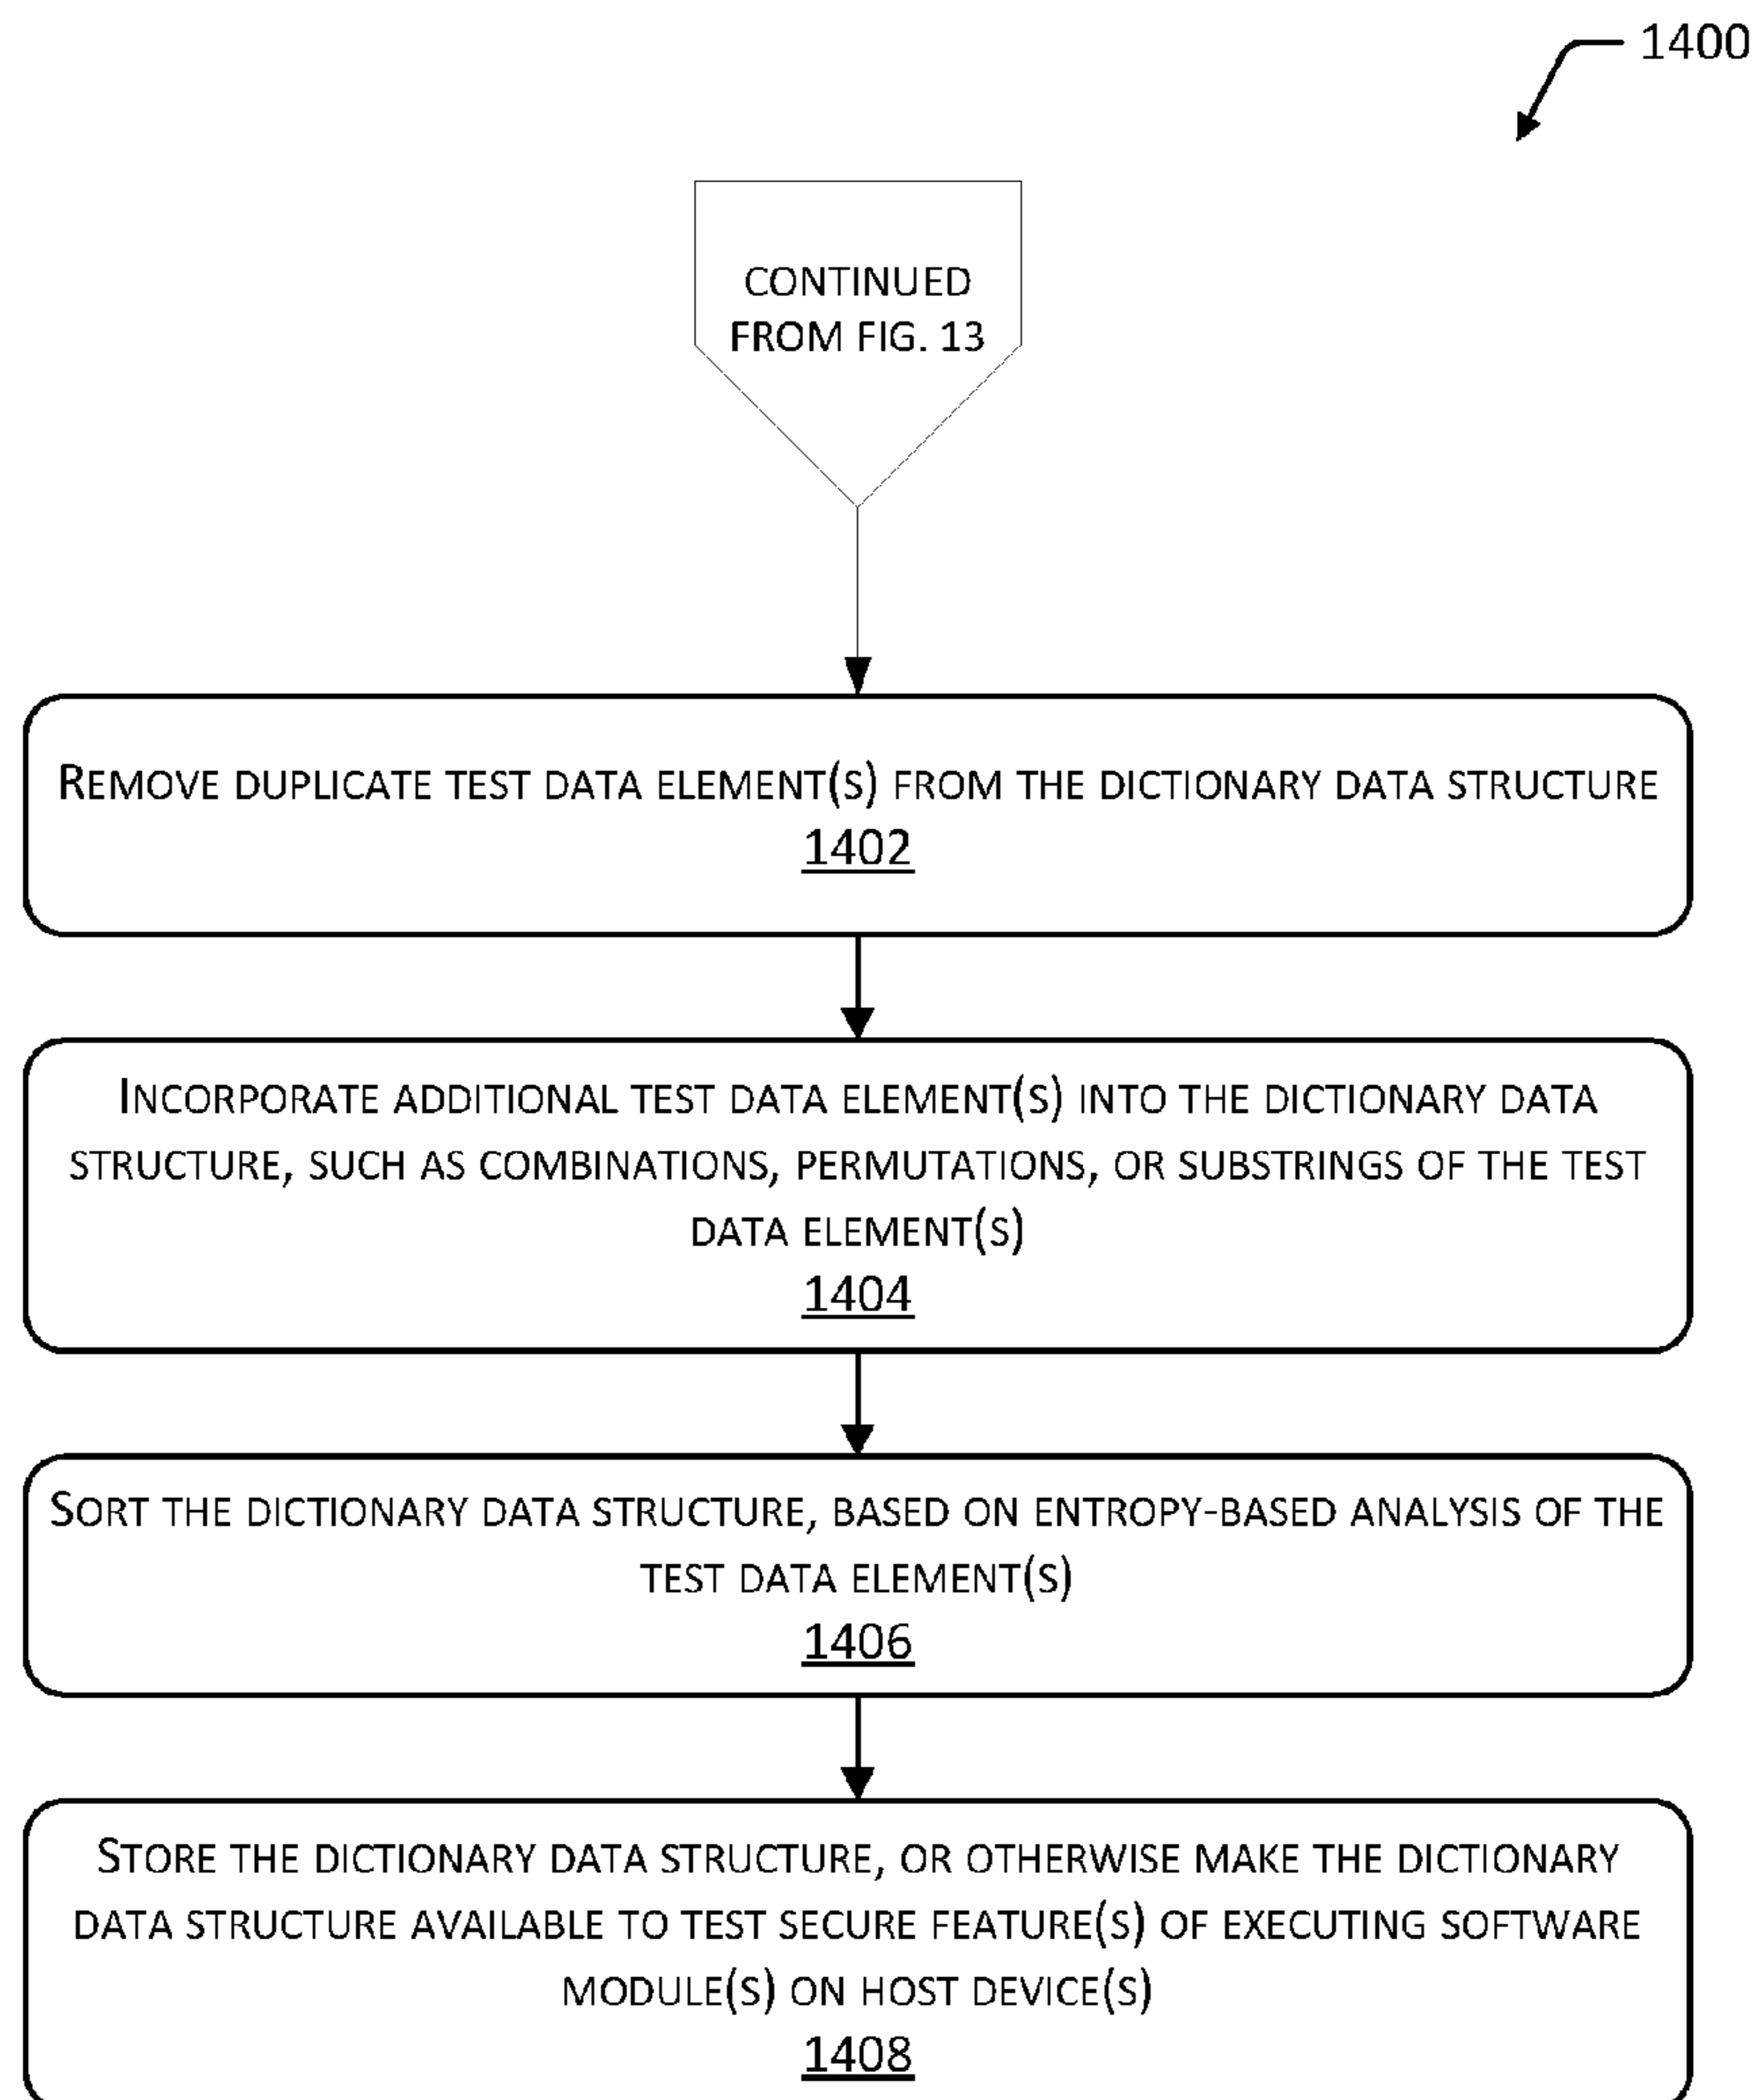 1400
CONTINUED
FROM FIG. 13
REMOVE DUPLICATE TEST DATA ELEMENT(S) FROM THE DICTIONARY DATA STRUCTURE
1402
INCORPORATE ADDITIONAL TEST DATA ELEMENT(S) INTO THE DICTIONARY DATA
STRUCTURE, SUCH AS COMBINATIONS, PERMUTATIONS, OR SUBSTRINGS OF THE TEST
DATA ELEMENT(S)
1404
SORT THE DICTIONARY DATA STRUCTURE, BASED ON ENTROPY-BASED ANALYSIS OF THE
TEST DATA ELEMENT(S)
1406
STORE THE DICTIONARY DATA STRUCTURE, OR OTHERWISE MAKE THE DICTIONARY
DATA STRUCTURE AVAILABLE TO TEST SECURE FEATURE(S) OF EXECUTING SOFTWARE
MODULE(S) ON HOST DEVICE(S)
1408